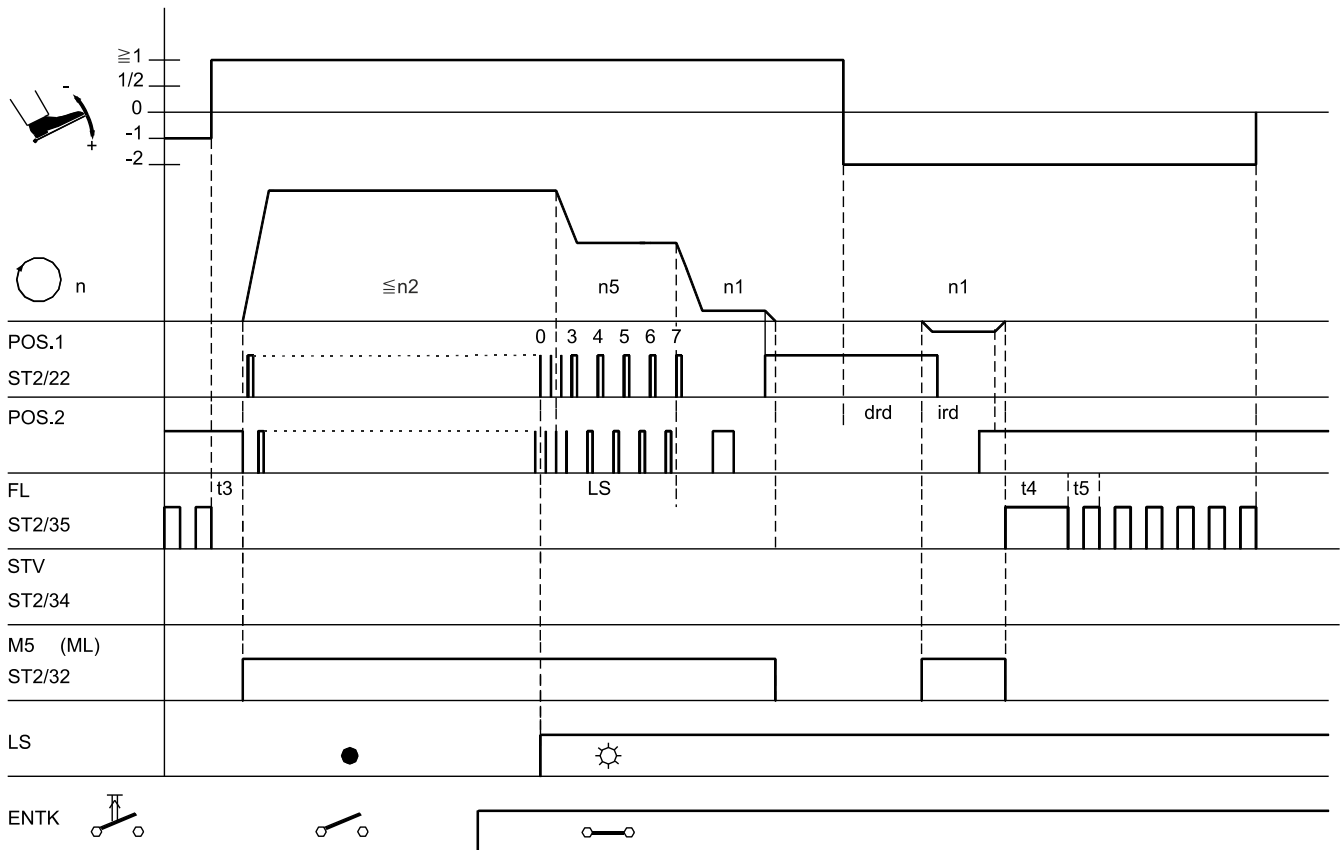 ≧1
1/2
0
-1
-2
-
+
n
≦n2
n5
n1
n1
POS.1
0 3 4 5 6 7
ST2/22
POS.2
drd ird
FL
t3
LS
t4 t5
ST2/35
STV
ST2/34
M5 (ML)
ST2/32
LS
ENTK